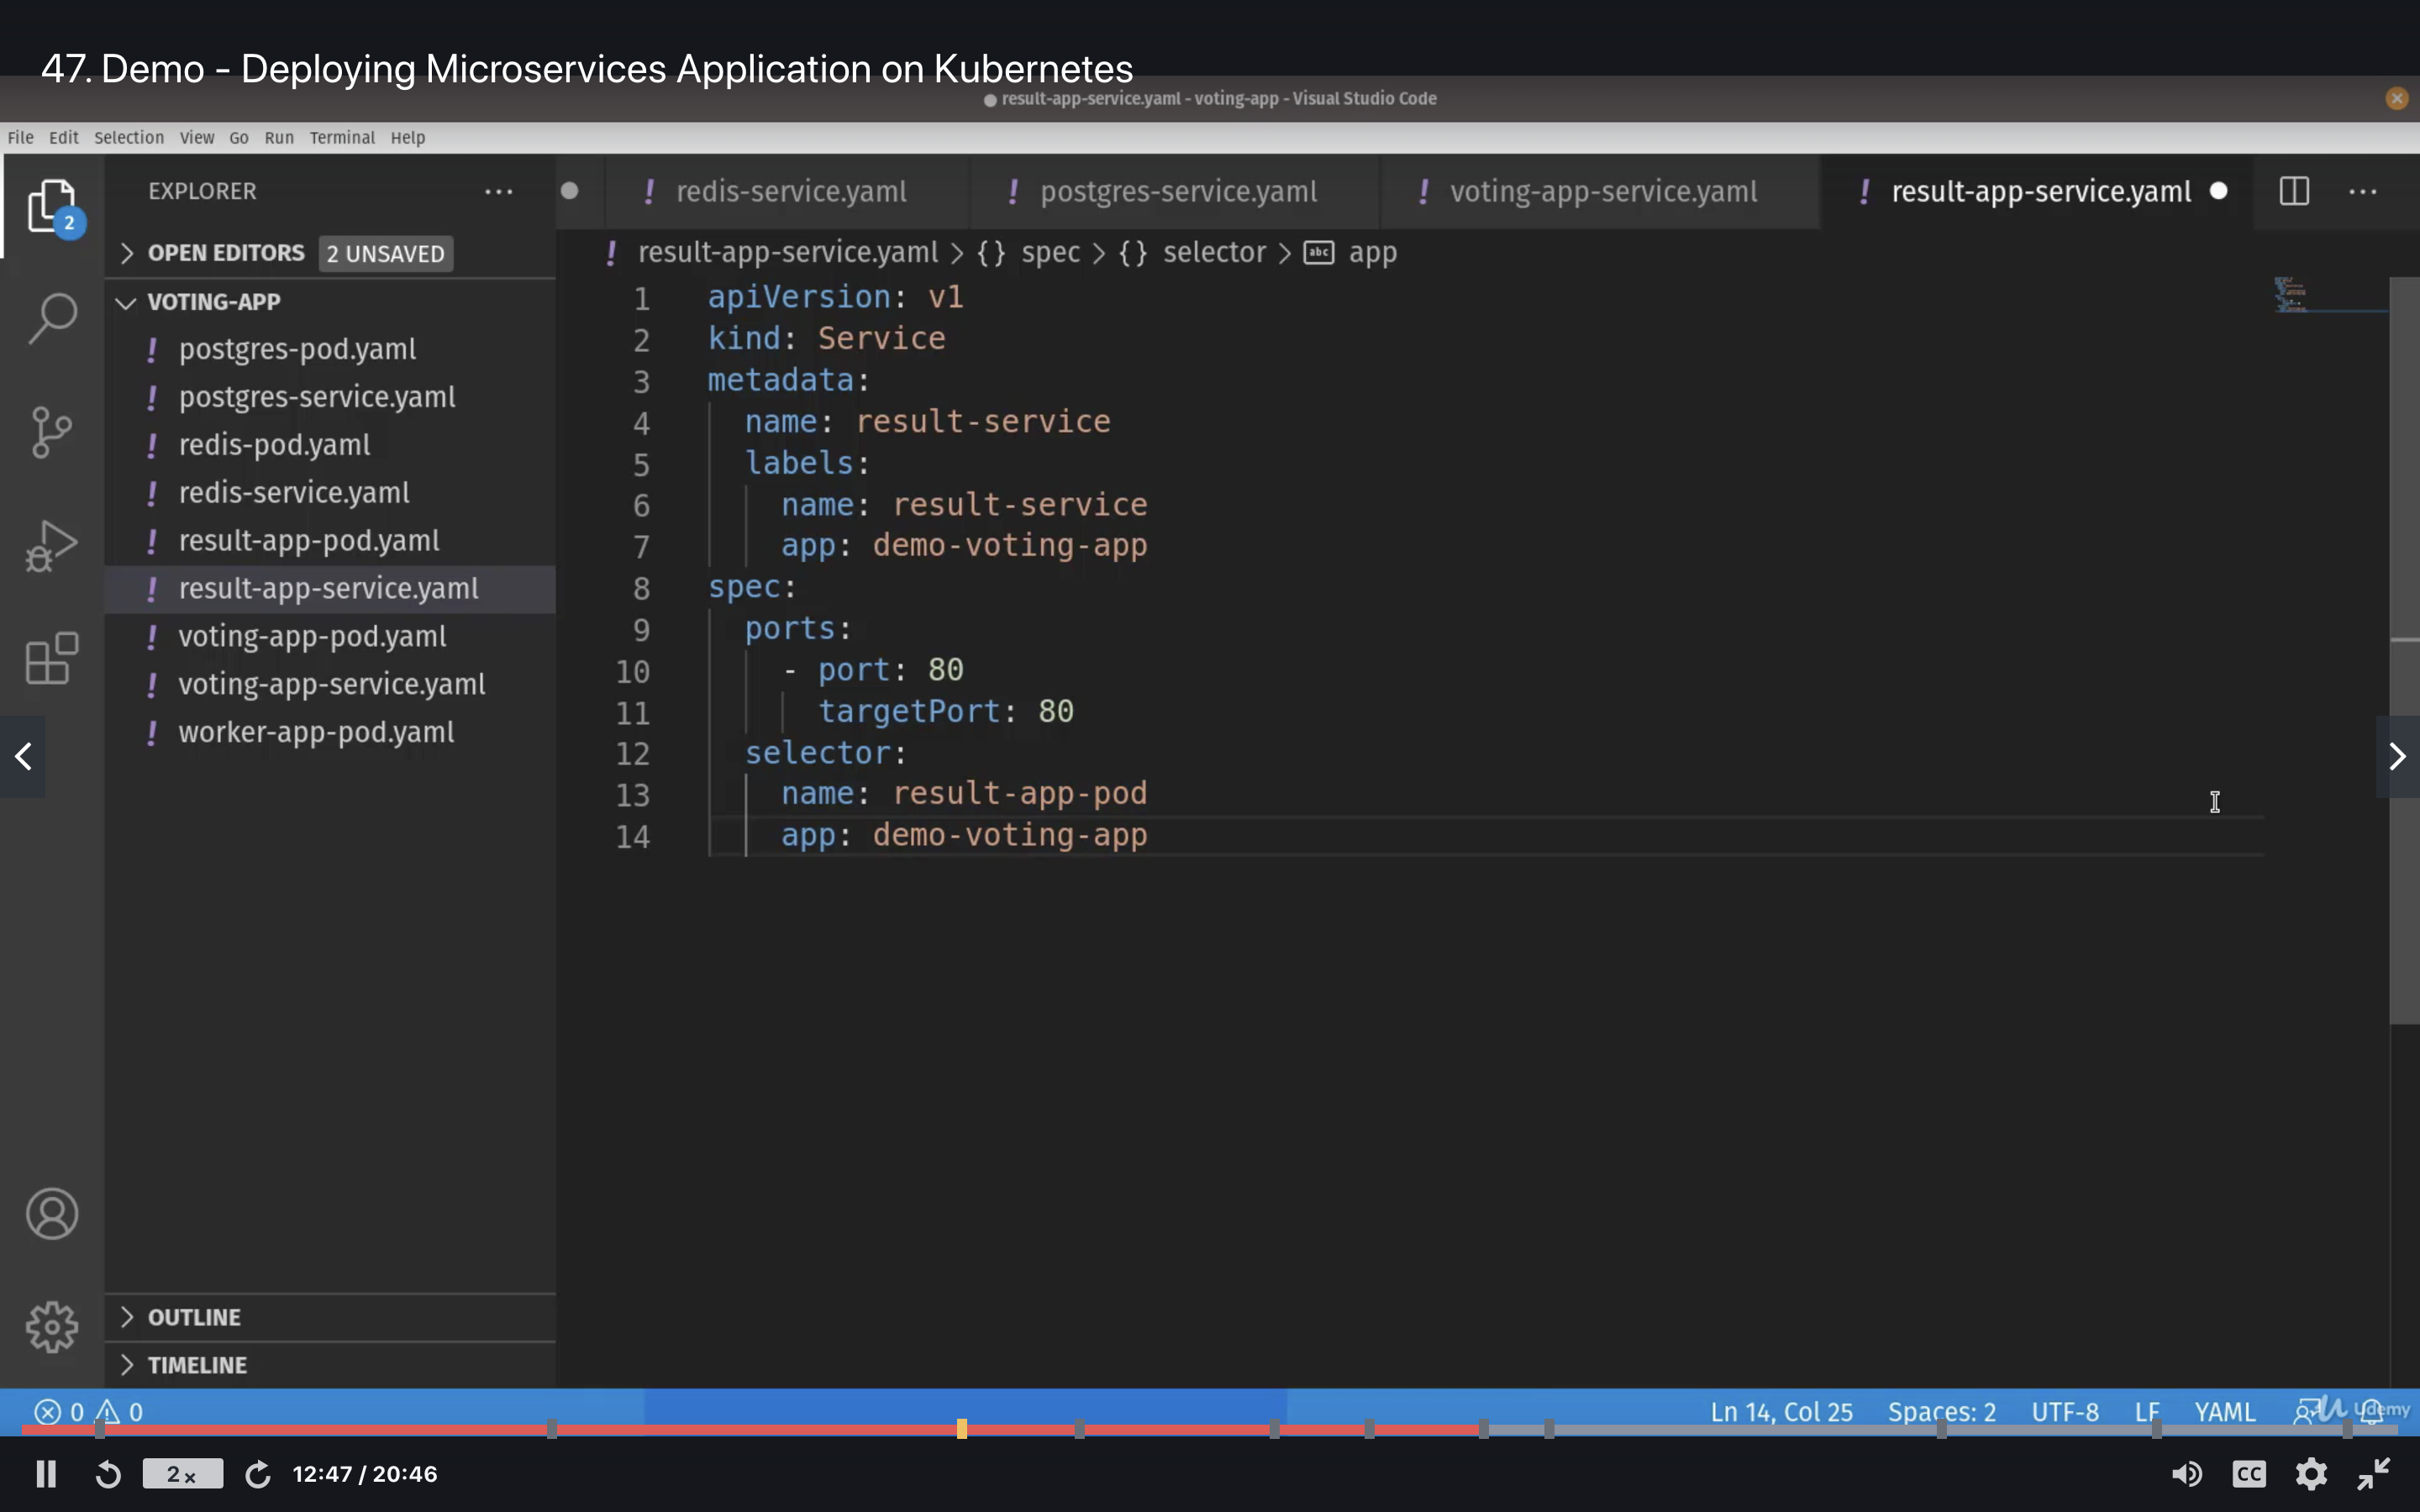 47. Demo - Deploying Microservices Application on Kubernetes
● result-app-service.yaml - voting-app - Visual Studio Code
File Edit Selection View Go Run Terminal Help
2
EXPLORER ···
● ! redis-service.yaml ! postgres-service.yaml ! voting-app-service.yaml ! result-app-service.yaml ● ···
> OPEN EDITORS 2 UNSAVED
! result-app-service.yaml > {} spec > {} selector > abc app
VOTING-APP
! postgres-pod.yaml
! postgres-service.yaml
! redis-pod.yaml
! redis-service.yaml
! result-app-pod.yaml
! result-app-service.yaml
! voting-app-pod.yaml
! voting-app-service.yaml
! worker-app-pod.yaml
1 apiVersion: v1
2 kind: Service
3 metadata:
4   name: result-service
5   labels:
6     name: result-service
7     app: demo-voting-app
8 spec:
9   ports:
10     - port: 80
11       targetPort: 80
12   selector:
13     name: result-app-pod
14     app: demo-voting-app
> OUTLINE
> TIMELINE
0 0 Ln 14, Col 25 Spaces: 2 UTF-8 LF YAML Udemy
2x 12:47 / 20:46 CC